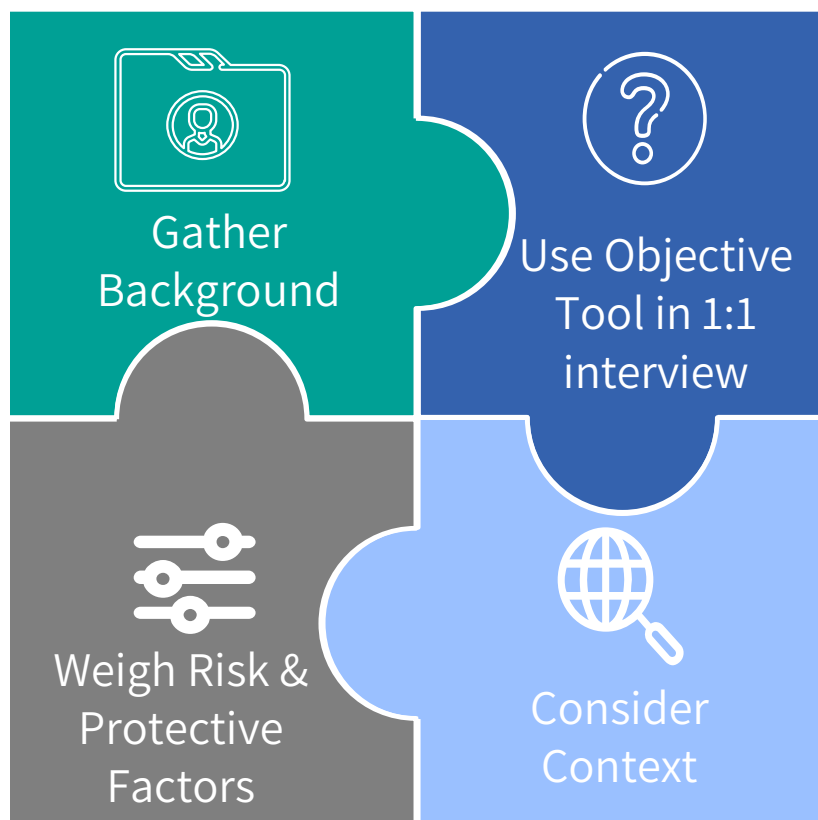 Gather
Background
Use Objective
Tool in 1:1
interview
Weigh Risk &
Protective
Factors
Consider
Context